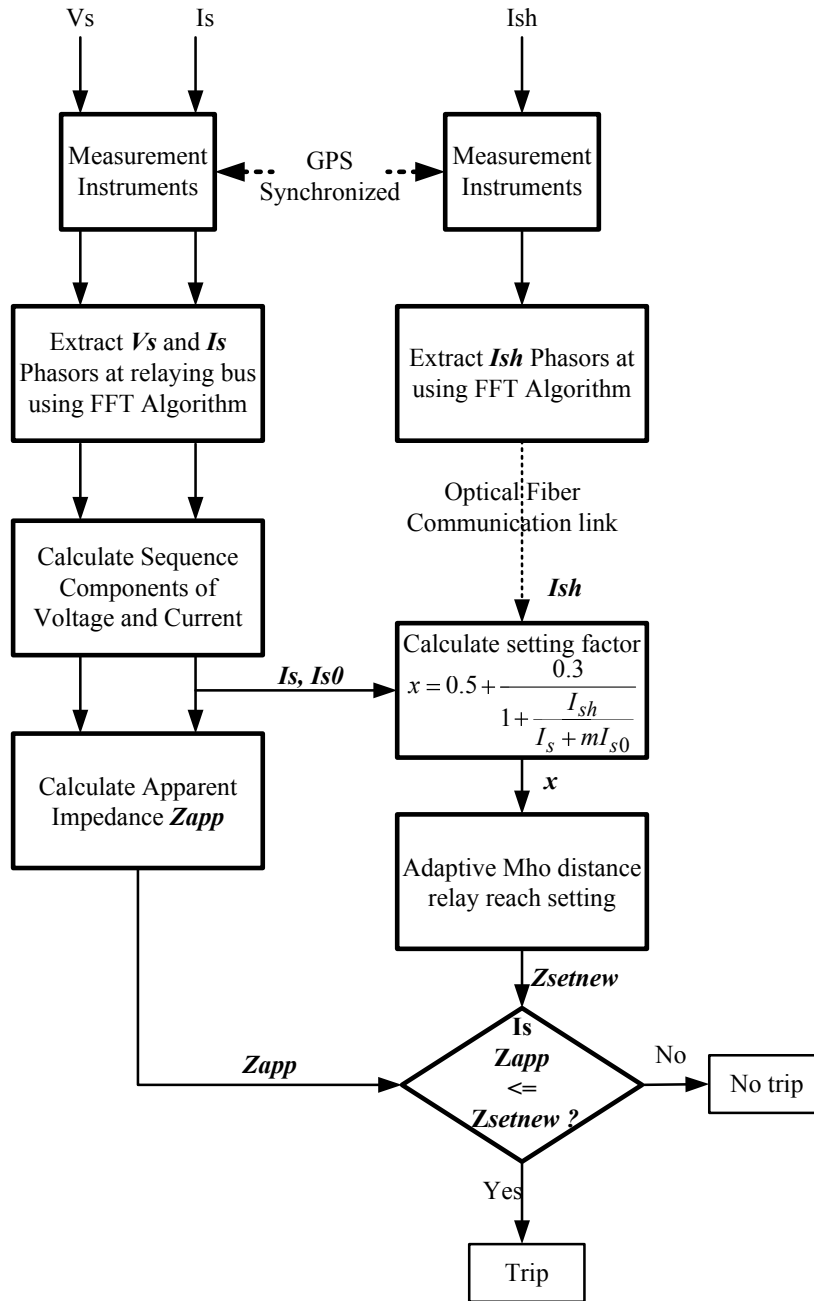 Vs
Is
Ish
Measurement
Instruments
GPS
Synchronized
Measurement
Instruments
Extract Vs and Is
Phasors at relaying bus
using FFT Algorithm
Extract Ish Phasors at
using FFT Algorithm
Optical Fiber
Communication link
Ish
Calculate Sequence
Components of
Voltage and Current
Is, Is0
Calculate setting factor
x = 0.5 + 0.3 / (1 + I_sh / (I_s + mI_s0))
x
Calculate Apparent
Impedance Zapp
Adaptive Mho distance
relay reach setting
Zsetnew
Zapp
Is
Zapp
<=
Zsetnew ?
No
No trip
Yes
Trip